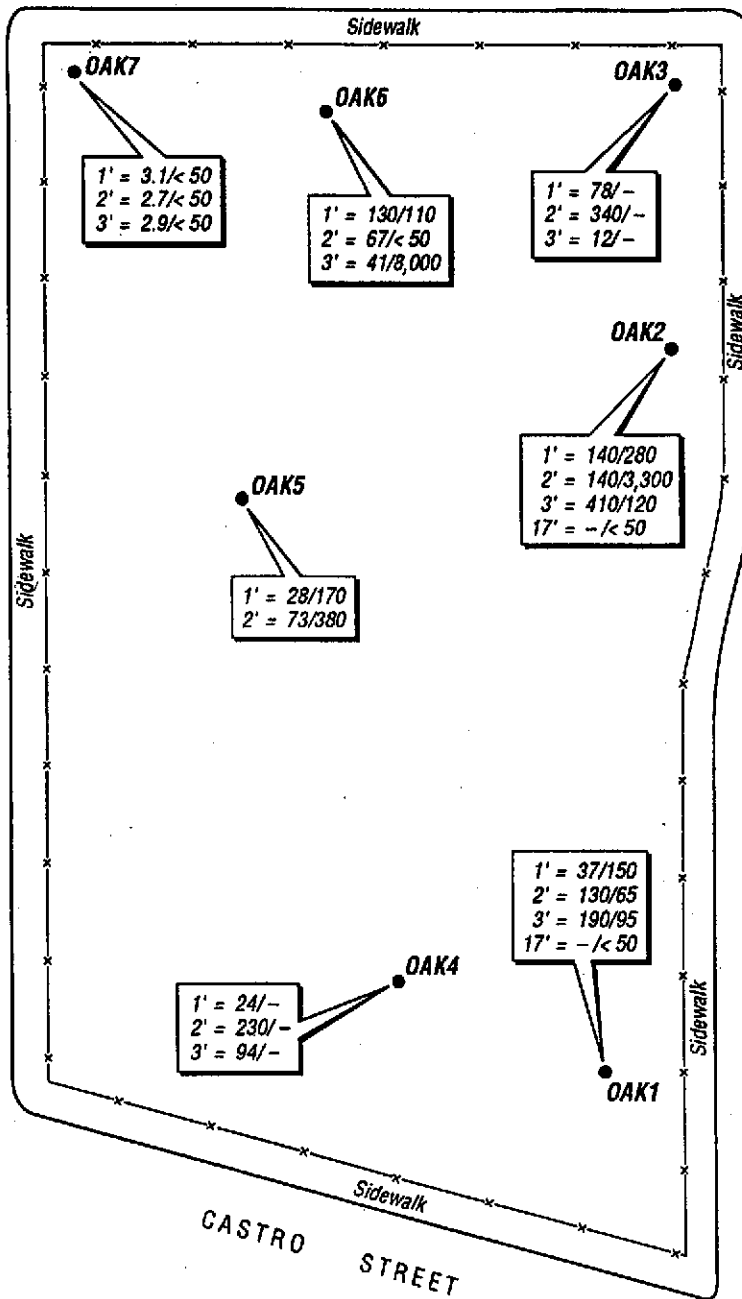 Sidewalk
OAK7
OAK3
OAK6
1' = 3.1/< 50
2' = 2.7/< 50
3' = 2.9/< 50
1' = 130/110
2' = 67/< 50
3' = 41/8,000
1' = 78/–
2' = 340/–
3' = 12/–
Sidewalk
OAK2
1' = 140/280
2' = 140/3,300
3' = 410/120
17' = –/< 50
OAK5
Sidewalk
1' = 28/170
2' = 73/380
1' = 37/150
2' = 130/65
3' = 190/95
17' = –/< 50
OAK4
1' = 24/–
2' = 230/–
3' = 94/–
Sidewalk
OAK1
Sidewalk
CASTRO STREET